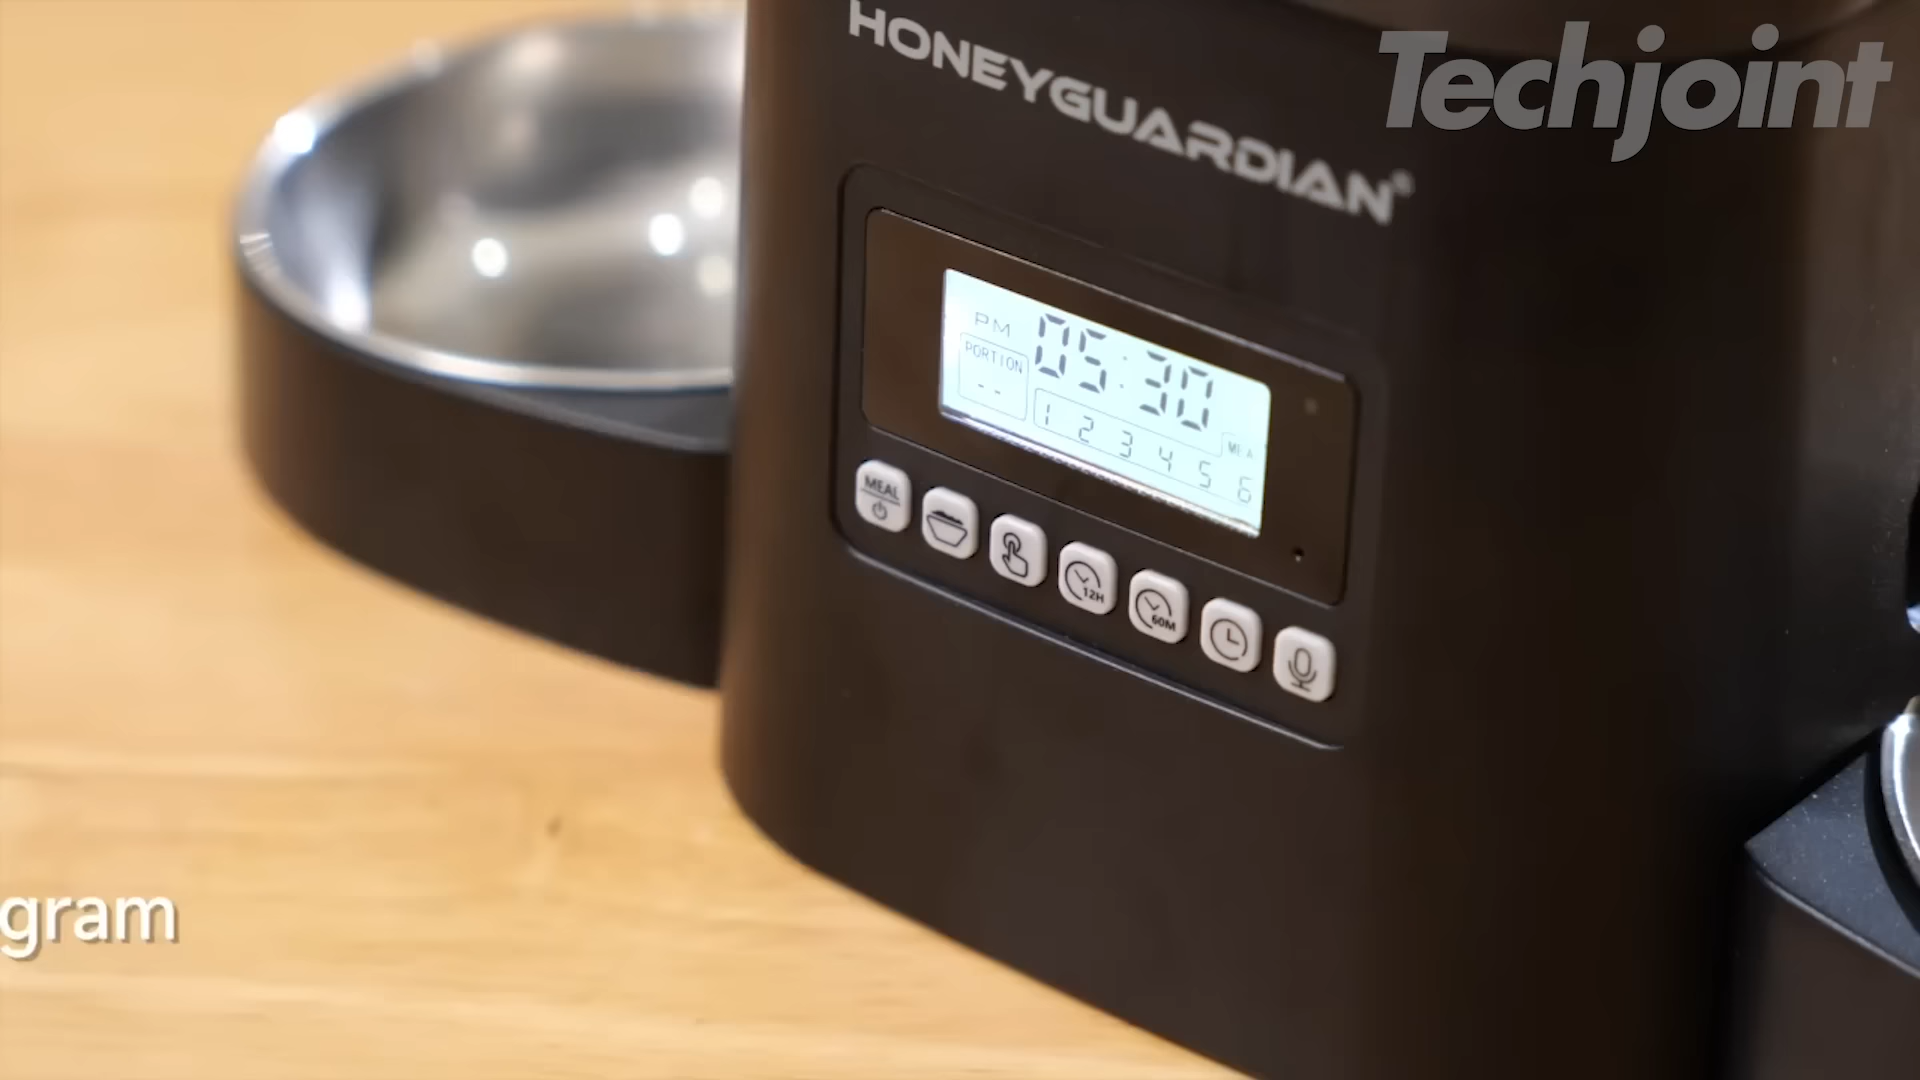 HONEYGUARDIAN®
Techjoint
PM 05:30
PORTION
--
1 2 3 4 5 6
MEAL
12H
60M
gram